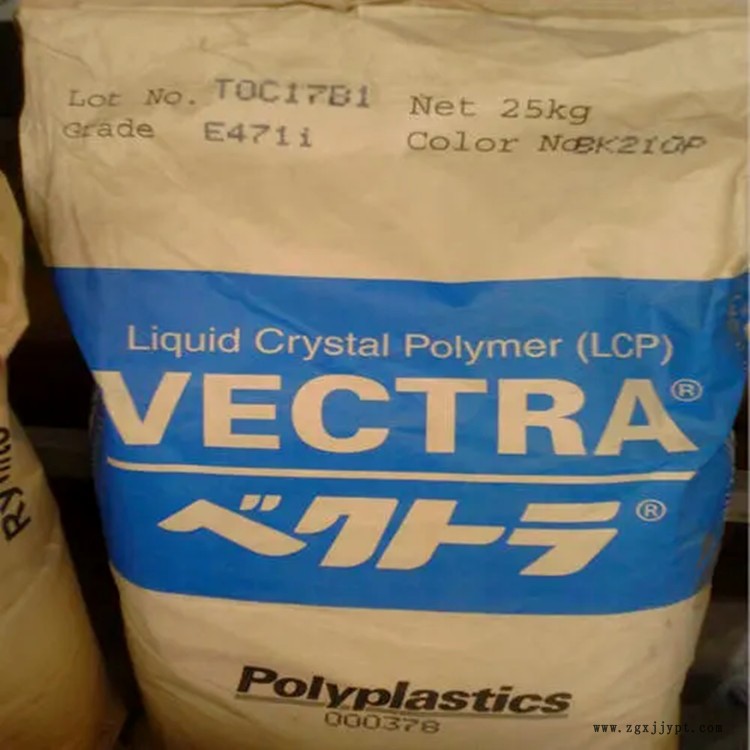 Lot No. TOC17B1 Net 25kg
Grade E471i Color No BK210P
Liquid Crystal Polymer (LCP)
VECTRA®
ベクトラ®
Polyplastics
000378
www.zgxjjypt.com